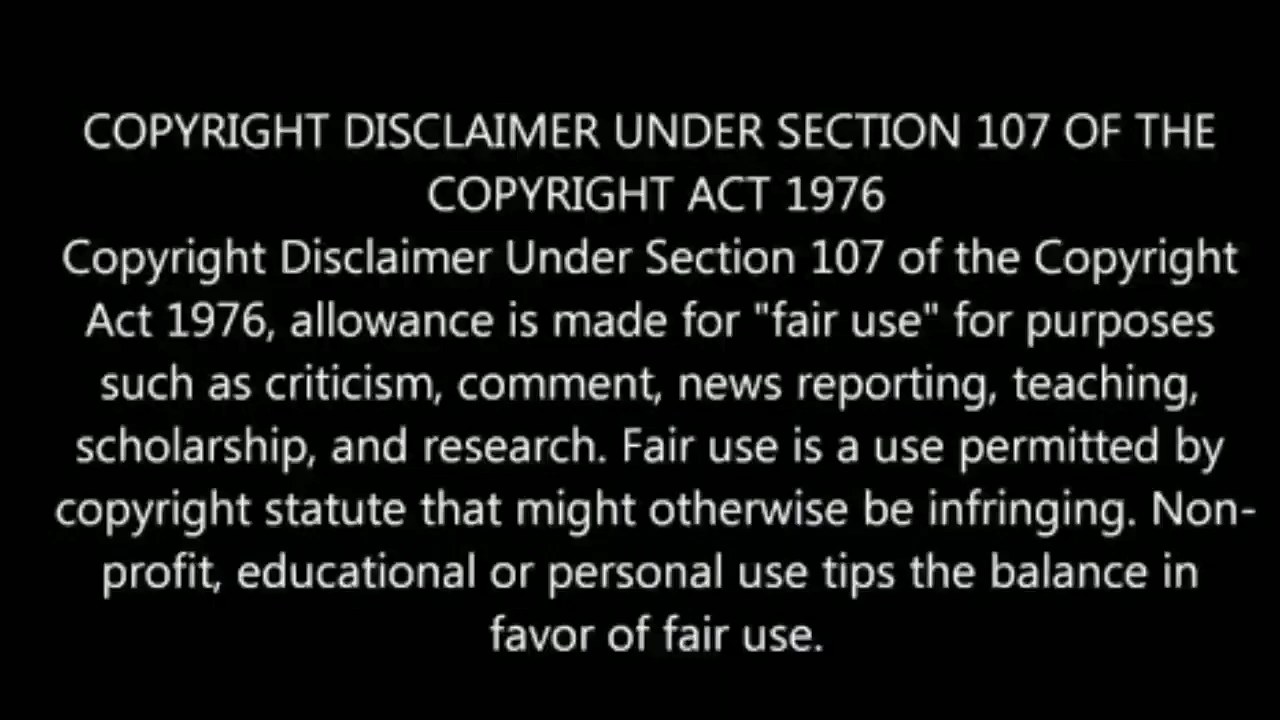 COPYRIGHT DISCLAIMER UNDER SECTION 107 OF THE
COPYRIGHT ACT 1976
Copyright Disclaimer Under Section 107 of the Copyright
Act 1976, allowance is made for "fair use" for purposes
such as criticism, comment, news reporting, teaching,
scholarship, and research. Fair use is a use permitted by
copyright statute that might otherwise be infringing. Non-
profit, educational or personal use tips the balance in
favor of fair use.